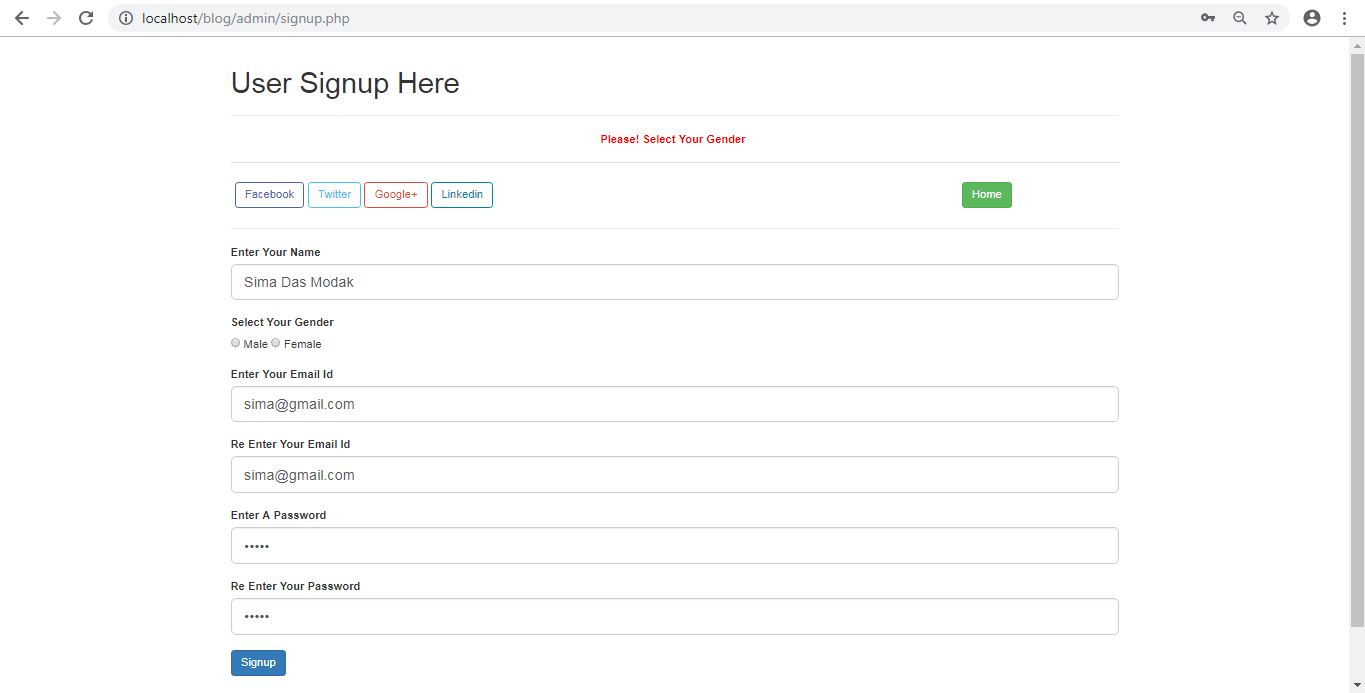 localhost/blog/admin/signup.php
User Signup Here
Please! Select Your Gender
Facebook Twitter Google+ Linkedin Home
Enter Your Name
Sima Das Modak
Select Your Gender
Male Female
Enter Your Email Id
sima@gmail.com
Re Enter Your Email Id
sima@gmail.com
Enter A Password
•••••
Re Enter Your Password
•••••
Signup